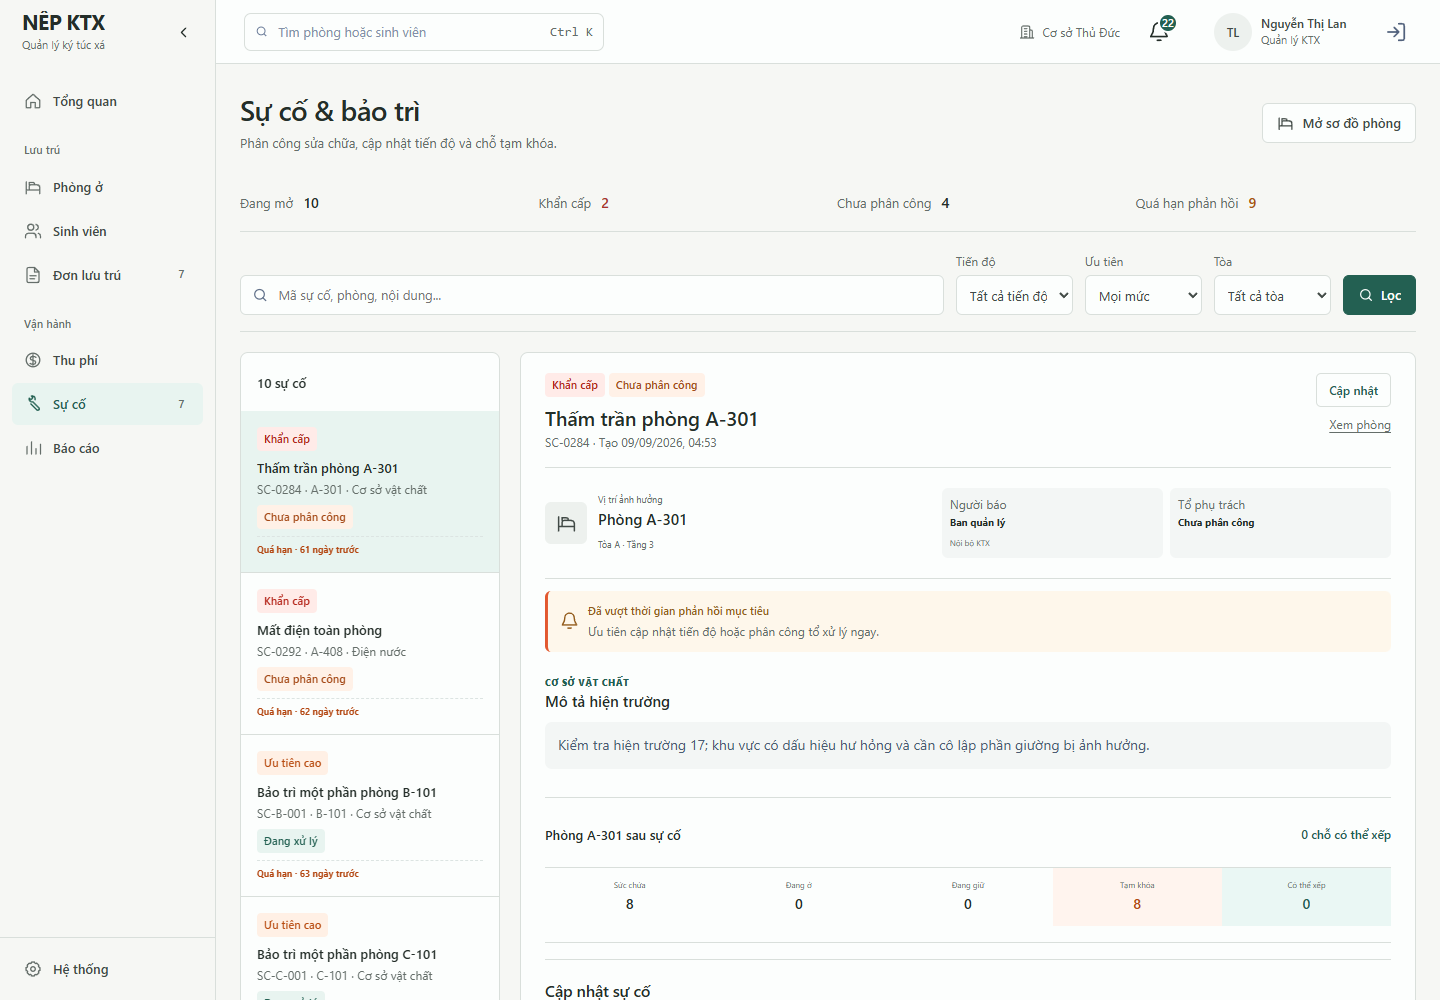 NẾP KTX
Quản lý ký túc xá
Tổng quan
Lưu trú
Phòng ở
Sinh viên
Đơn lưu trú 7
Vận hành
Thu phí
Sự cố 7
Báo cáo
Hệ thống
Tìm phòng hoặc sinh viên Ctrl K
Cơ sở Thủ Đức
22
TL
Nguyễn Thị Lan
Quản lý KTX
Sự cố & bảo trì
Phân công sửa chữa, cập nhật tiến độ và chỗ tạm khóa.
Mở sơ đồ phòng
Đang mở 10
Khẩn cấp 2
Chưa phân công 4
Quá hạn phản hồi 9
Mã sự cố, phòng, nội dung...
Tiến độ
Tất cả tiến độ
Ưu tiên
Mọi mức
Tòa
Tất cả tòa
Lọc
10 sự cố
Khẩn cấp
Thấm trần phòng A-301
SC-0284 · A-301 · Cơ sở vật chất
Chưa phân công
Quá hạn · 61 ngày trước
Khẩn cấp
Mất điện toàn phòng
SC-0292 · A-408 · Điện nước
Chưa phân công
Quá hạn · 62 ngày trước
Ưu tiên cao
Bảo trì một phần phòng B-101
SC-B-001 · B-101 · Cơ sở vật chất
Đang xử lý
Quá hạn · 63 ngày trước
Ưu tiên cao
Bảo trì một phần phòng C-101
SC-C-001 · C-101 · Cơ sở vật chất
Khẩn cấp Chưa phân công
Thấm trần phòng A-301
SC-0284 · Tạo 09/09/2026, 04:53
Cập nhật
Xem phòng
Vị trí ảnh hưởng
Phòng A-301
Tòa A · Tầng 3
Người báo
Ban quản lý
Nội bộ KTX
Tổ phụ trách
Chưa phân công
Đã vượt thời gian phản hồi mục tiêu
Ưu tiên cập nhật tiến độ hoặc phân công tổ xử lý ngay.
CƠ SỞ VẬT CHẤT
Mô tả hiện trường
Kiểm tra hiện trường 17; khu vực có dấu hiệu hư hỏng và cần cô lập phần giường bị ảnh hưởng.
Phòng A-301 sau sự cố
0 chỗ có thể xếp
Sức chứa
8
Đang ở
0
Đang giữ
0
Tạm khóa
8
Có thể xếp
0
Cập nhật sự cố